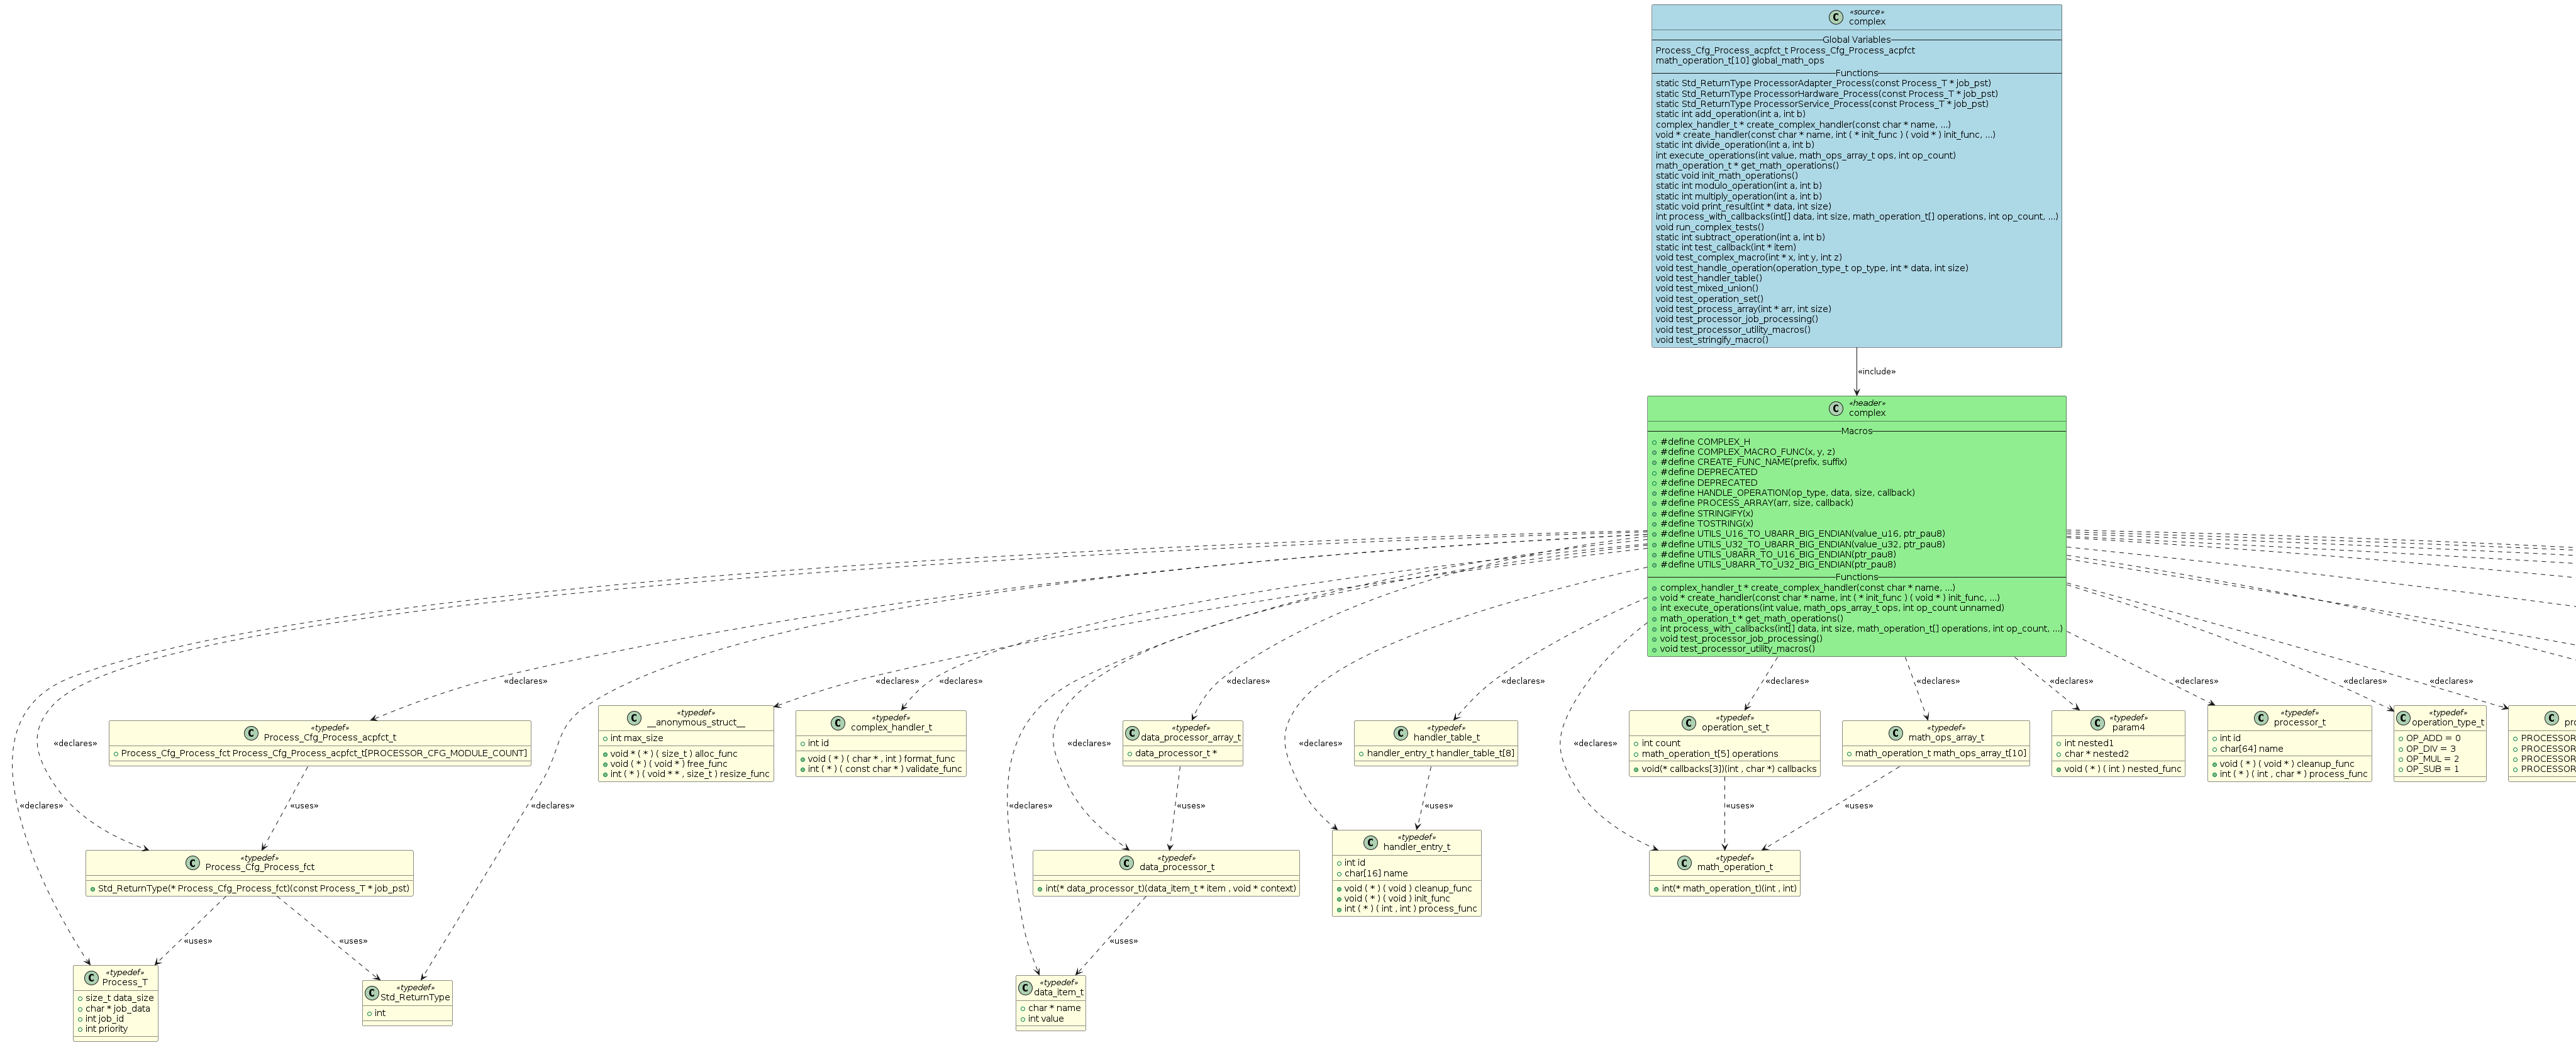 «source»
C complex
Global Variables
Process_Cfg_Process_acpfct_t Process_Cfg_Process_acpfct
math_operation_t[10] global_math_ops
Functions
static Std_ReturnType ProcessorAdapter_Process(const Process_T * job_pst)
static Std_ReturnType ProcessorHardware_Process(const Process_T * job_pst)
static Std_ReturnType ProcessorService_Process(const Process_T * job_pst)
static int add_operation(int a, int b)
complex_handler_t * create_complex_handler(const char * name, ...)
void * create_handler(const char * name, int ( * init_func ) ( void * ) init_func, ...)
static int divide_operation(int a, int b)
int execute_operations(int value, math_ops_array_t ops, int op_count)
math_operation_t * get_math_operations()
static void init_math_operations()
static int modulo_operation(int a, int b)
static int multiply_operation(int a, int b)
static void print_result(int * data, int size)
int process_with_callbacks(int[] data, int size, math_operation_t[] operations, int op_count, ...)
void run_complex_tests()
static int subtract_operation(int a, int b)
static int test_callback(int * item)
void test_complex_macro(int * x, int y, int z)
void test_handle_operation(operation_type_t op_type, int * data, int size)
void test_handler_table()
void test_mixed_union()
void test_operation_set()
void test_process_array(int * arr, int size)
void test_processor_job_processing()
void test_processor_utility_macros()
void test_stringify_macro()
«include»
«header»
C complex
Macros
#define COMPLEX_H
#define COMPLEX_MACRO_FUNC(x, y, z)
#define CREATE_FUNC_NAME(prefix, suffix)
#define DEPRECATED
#define DEPRECATED
#define HANDLE_OPERATION(op_type, data, size, callback)
#define PROCESS_ARRAY(arr, size, callback)
#define STRINGIFY(x)
#define TOSTRING(x)
#define UTILS_U16_TO_U8ARR_BIG_ENDIAN(value_u16, ptr_pau8)
#define UTILS_U32_TO_U8ARR_BIG_ENDIAN(value_u32, ptr_pau8)
#define UTILS_U8ARR_TO_U16_BIG_ENDIAN(ptr_pau8)
#define UTILS_U8ARR_TO_U32_BIG_ENDIAN(ptr_pau8)
Functions
complex_handler_t * create_complex_handler(const char * name, ...)
void * create_handler(const char * name, int ( * init_func ) ( void * ) init_func, ...)
int execute_operations(int value, math_ops_array_t ops, int op_count unnamed)
math_operation_t * get_math_operations()
int process_with_callbacks(int[] data, int size, math_operation_t[] operations, int op_count, ...)
void test_processor_job_processing()
void test_processor_utility_macros()
«declares» «declares» «declares» «declares» «declares» «declares» «declares» «declares» «declares» «declares» «declares»
«typedef»
C Process_Cfg_Process_acpfct_t
Process_Cfg_Process_fct Process_Cfg_Process_acpfct_t[PROCESSOR_CFG_MODULE_COUNT]
«typedef»
C __anonymous_struct__
int max_size
void * ( * ) ( size_t ) alloc_func
void ( * ) ( void * ) free_func
int ( * ) ( void * * , size_t ) resize_func
«typedef»
C complex_handler_t
int id
void ( * ) ( char * , int ) format_func
int ( * ) ( const char * ) validate_func
«typedef»
C data_processor_array_t
data_processor_t *
«typedef»
C handler_table_t
handler_entry_t handler_table_t[8]
«typedef»
C operation_set_t
int count
math_operation_t[5] operations
void(* callbacks[3])(int , char *) callbacks
«typedef»
C math_ops_array_t
math_operation_t math_ops_array_t[10]
«typedef»
C param4
int nested1
char * nested2
void ( * ) ( int ) nested_func
«typedef»
C processor_t
int id
char[64] name
void ( * ) ( void * ) cleanup_func
int ( * ) ( int , char * ) process_func
«typedef»
C operation_type_t
OP_ADD = 0
OP_DIV = 3
OP_MUL = 2
OP_SUB = 1
C pro
PROCESSOR
PROCESSOR
PROCESSOR
PROCESSOR
«declares» «declares» «declares» «declares»
«declares» «uses» «declares» «declares» «uses» «uses» «uses» «uses»
«typedef»
C Process_Cfg_Process_fct
Std_ReturnType(* Process_Cfg_Process_fct)(const Process_T * job_pst)
«typedef»
C data_processor_t
int(* data_processor_t)(data_item_t * item , void * context)
«typedef»
C handler_entry_t
int id
char[16] name
void ( * ) ( void ) cleanup_func
void ( * ) ( void ) init_func
int ( * ) ( int , int ) process_func
«typedef»
C math_operation_t
int(* math_operation_t)(int , int)
«uses» «uses» «uses»
«typedef»
C Process_T
size_t data_size
char * job_data
int job_id
int priority
«typedef»
C Std_ReturnType
int
«typedef»
C data_item_t
char * name
int value